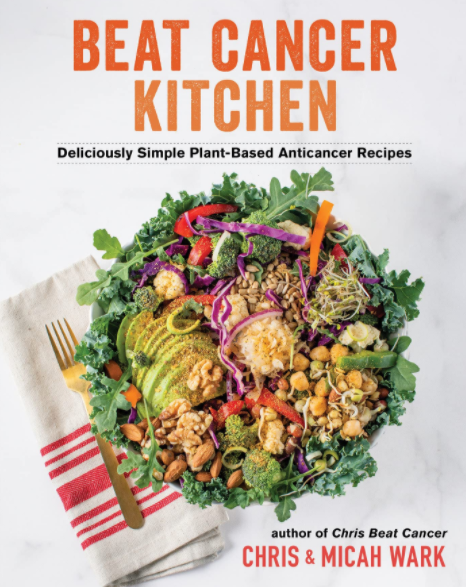 BEAT CANCER
KITCHEN
Deliciously Simple Plant-Based Anticancer Recipes
author of Chris Beat Cancer
CHRIS & MICAH WARK